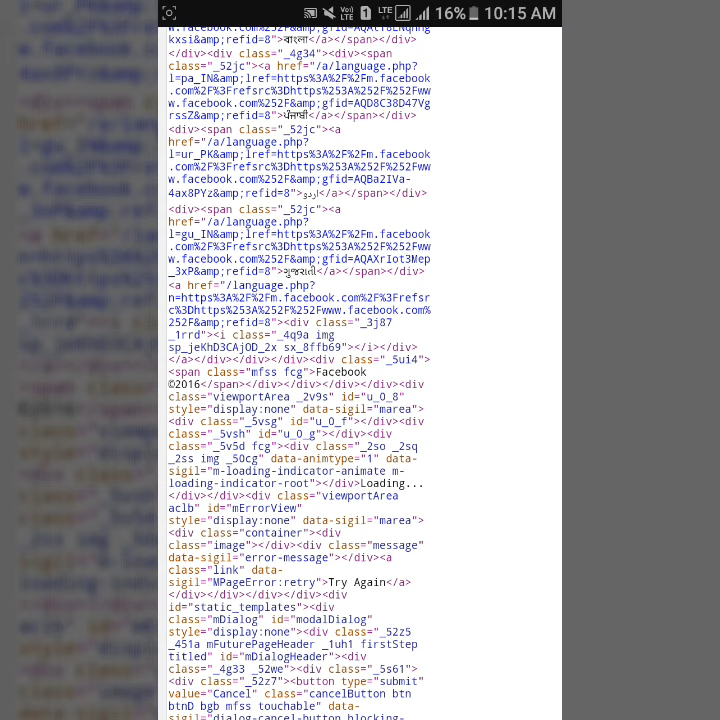 1 LTE 16% 10:15 AM
kxsi&amp;refid=8">বাংলা</a></span></div>
</div><div class="_4g34"><div><span
class="_52jc"><a href="/a/language.php?
l=pa_IN&amp;lref=https%3A%2F%2Fm.facebook
.com%2F%3Frefsrc%3Dhttps%253A%252F%252Fww
w.facebook.com%252F&amp;gfid=AQD8C38D47Vg
rssZ&amp;refid=8">ਪੰਜਾਬੀ</a></span></div>
<div><span class="_52jc"><a
href="/a/language.php?
l=ur_PK&amp;lref=https%3A%2F%2Fm.facebook
.com%2F%3Frefsrc%3Dhttps%253A%252F%252Fww
w.facebook.com%252F&amp;gfid=AQBa2IVa-
4ax8PYz&amp;refid=8">اردو</a></span></div>
<div><span class="_52jc"><a
href="/a/language.php?
l=gu_IN&amp;lref=https%3A%2F%2Fm.facebook
.com%2F%3Frefsrc%3Dhttps%253A%252F%252Fww
w.facebook.com%252F&amp;gfid=AQAXrIot3Mep
_3xP&amp;refid=8">ગુજરાતી</a></span></div>
<a href="/language.php?
n=https%3A%2F%2Fm.facebook.com%2F%3Frefsr
c%3Dhttps%253A%252F%252Fwww.facebook.com%
252F&amp;refid=8"><div class="_3j87
_1rrd"><i class="_4q9a img
sp_jeKhD3CAjOD_2x sx_8ffb69"></i></div>
</a></div></div></div><div class="_5ui4">
<span class="mfss fcg">Facebook
©2016</span></div></div></div><div
class="viewportArea _2v9s" id="u_0_8"
style="display:none" data-sigil="marea">
<div class="_5vsg" id="u_0_f"></div><div
class="_5vsh" id="u_0_g"></div><div
class="_5v5d fcg"><div class="_2so _2sq
_2ss img _50cg" data-animtype="1" data-
sigil="m-loading-indicator-animate m-
loading-indicator-root"></div>Loading...
</div></div><div class="viewportArea
aclb" id="mErrorView"
style="display:none" data-sigil="marea">
<div class="container"><div
class="image"></div><div class="message"
data-sigil="error-message"></div><a
class="link" data-
sigil="MPageError:retry">Try Again</a>
</div></div></div></div><div
id="static_templates"><div
class="mDialog" id="modalDialog"
style="display:none"><div class="_52z5
_451a mFuturePageHeader _1uh1 firstStep
titled" id="mDialogHeader"><div
class="_4g33 _52we"><div class="_5s61">
<div class="_52z7"><button type="submit"
value="Cancel" class="cancelButton btn
btnD bgb mfss touchable" data-
sigil="dialog-cancel-button blocking-